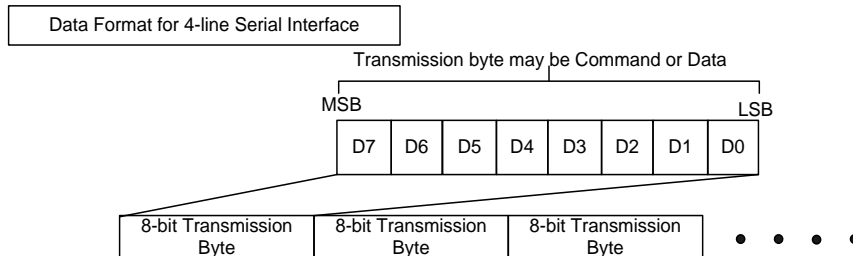 Data Format for 4-line Serial Interface
Transmission byte may be Command or Data
MSB
LSB
D7 D6 D5 D4 D3 D2 D1 D0
8-bit Transmission Byte
8-bit Transmission Byte
8-bit Transmission Byte